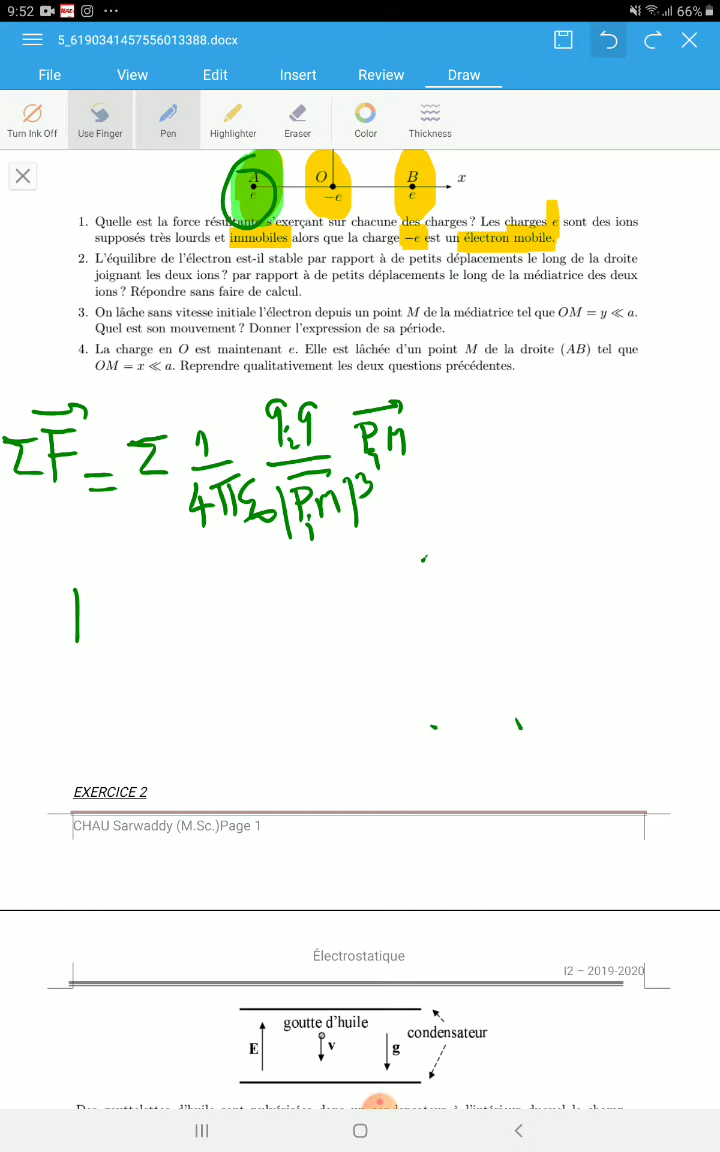 9:52 66%
5_6190341457556013388.docx
File View Edit Insert Review Draw
Turn Ink Off Use Finger Pen Highlighter Eraser Color Thickness
A O B x
e −e e
1. Quelle est la force résultante s'exerçant sur chacune des charges ? Les charges e sont des ions
supposés très lourds et immobiles alors que la charge −e est un électron mobile.
2. L'équilibre de l'électron est-il stable par rapport à de petits déplacements le long de la droite
joignant les deux ions ? par rapport à de petits déplacements le long de la médiatrice des deux
ions ? Répondre sans faire de calcul.
3. On lâche sans vitesse initiale l'électron depuis un point M de la médiatrice tel que OM = y ≪ a.
Quel est son mouvement ? Donner l'expression de sa période.
4. La charge en O est maintenant e. Elle est lâchée d'un point M de la droite (AB) tel que
OM = x ≪ a. Reprendre qualitativement les deux questions précédentes.
ΣF = Σ 1/4πε₀ qᵢq/|PᵢM|³ PᵢM
EXERCICE 2
CHAU Sarwaddy (M.Sc.)Page 1
Électrostatique
I2 – 2019-2020
goutte d'huile
condensateur
E v g